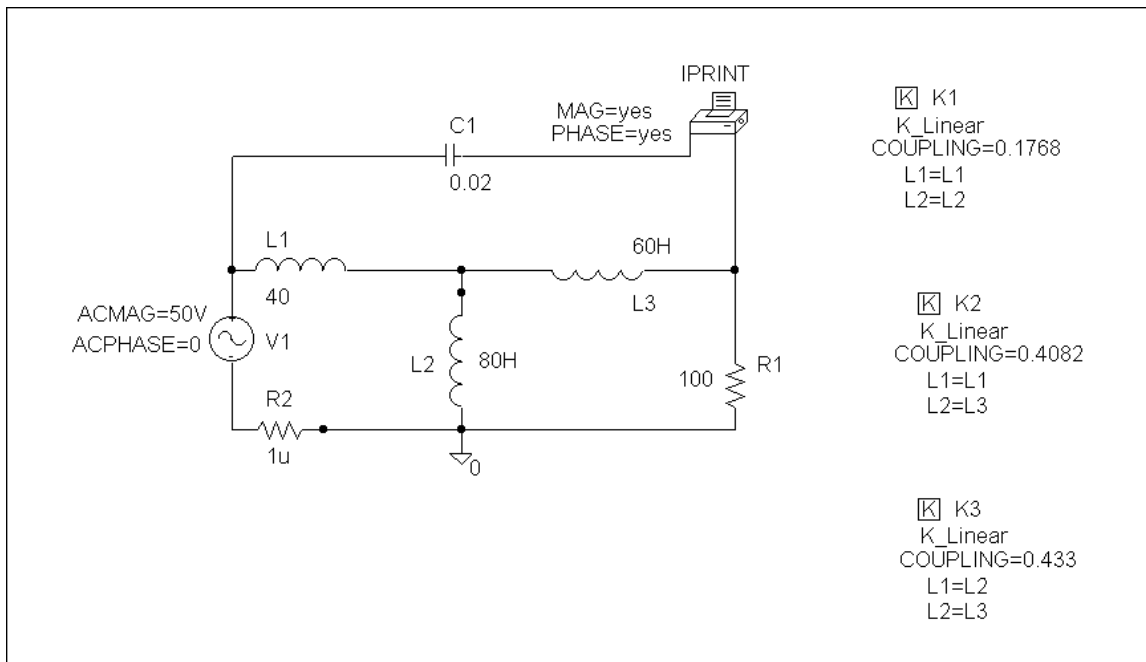 IPRINT
MAG=yes
PHASE=yes
C1
0.02
L1
40
60H
L3
ACMAG=50V
ACPHASE=0
V1
+
-
L2
80H
100
R1
R2
1u
0
K K1
K_Linear
COUPLING=0.1768
L1=L1
L2=L2
K K2
K_Linear
COUPLING=0.4082
L1=L1
L2=L3
K K3
K_Linear
COUPLING=0.433
L1=L2
L2=L3